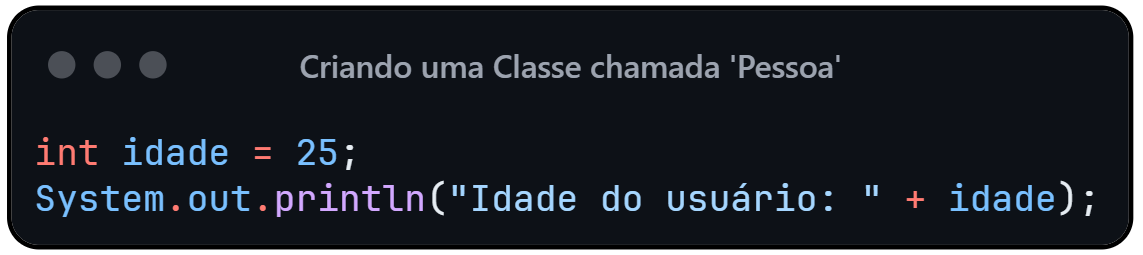 Criando uma Classe chamada 'Pessoa'
int idade = 25;
System.out.println("Idade do usuário: " + idade);